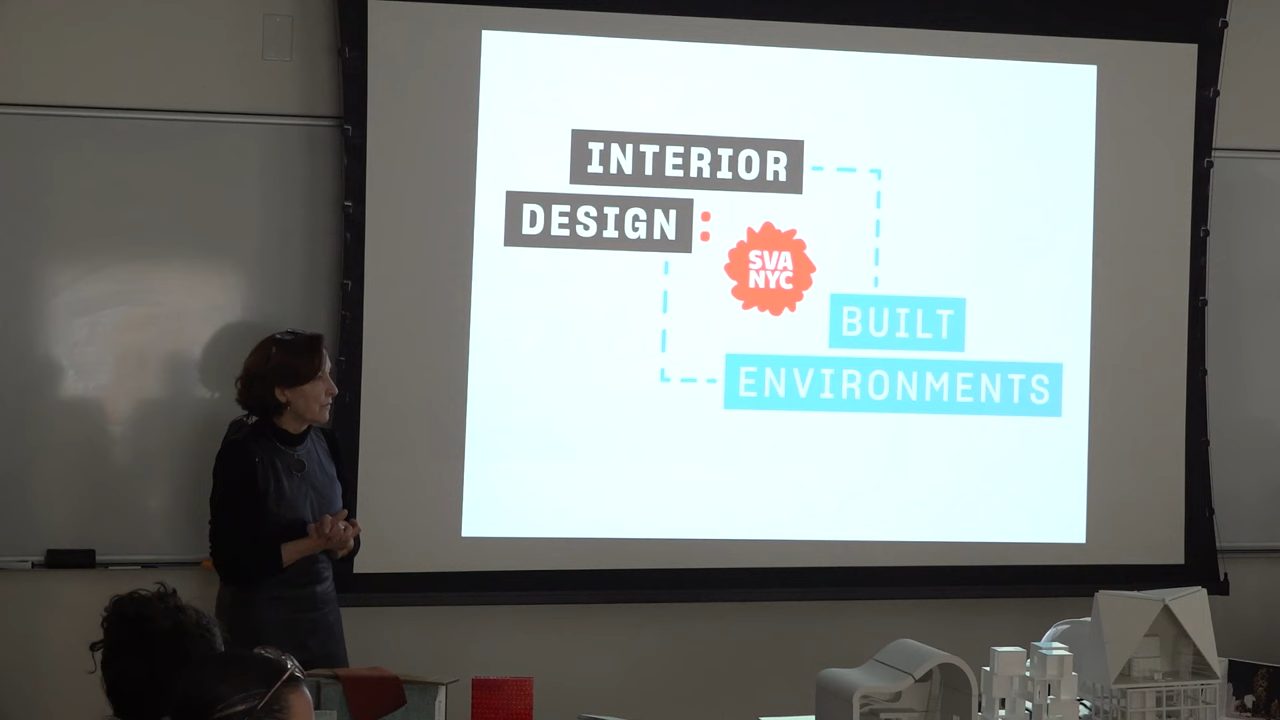 INTERIOR
DESIGN:
SVA
NYC
BUILT
ENVIRONMENTS